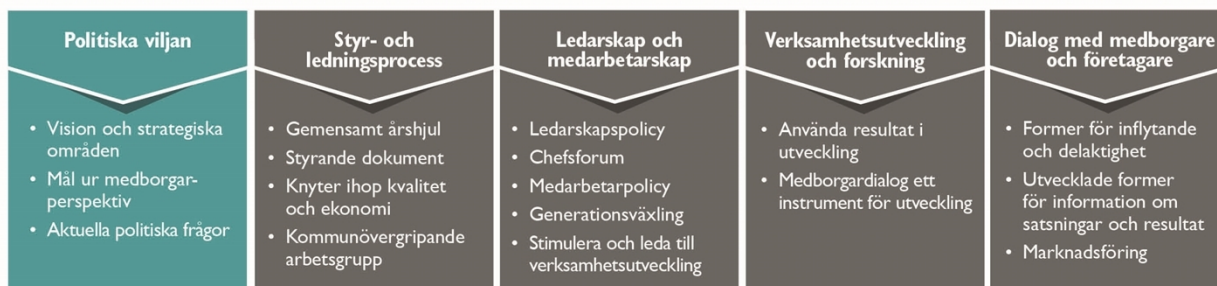 Politiska viljan
• Vision och strategiska
områden
• Mål ur medborgar-
perspektiv
• Aktuella politiska frågor
Styr- och
ledningsprocess
• Gemensamt årshjul
• Styrande dokument
• Knyter ihop kvalitet
och ekonomi
• Kommunövergripande
arbetsgrupp
Ledarskap och
medarbetarskap
• Ledarskapspolicy
• Chefsforum
• Medarbetarpolicy
• Generationsväxling
• Stimulera och leda till
verksamhetsutveckling
Verksamhetsutveckling
och forskning
• Använda resultat i
utveckling
• Medborgardialog ett
instrument för utveckling
Dialog med medborgare
och företagare
• Former för inflytande
och delaktighet
• Utvecklade former
för information om
satsningar och resultat
• Marknadsföring